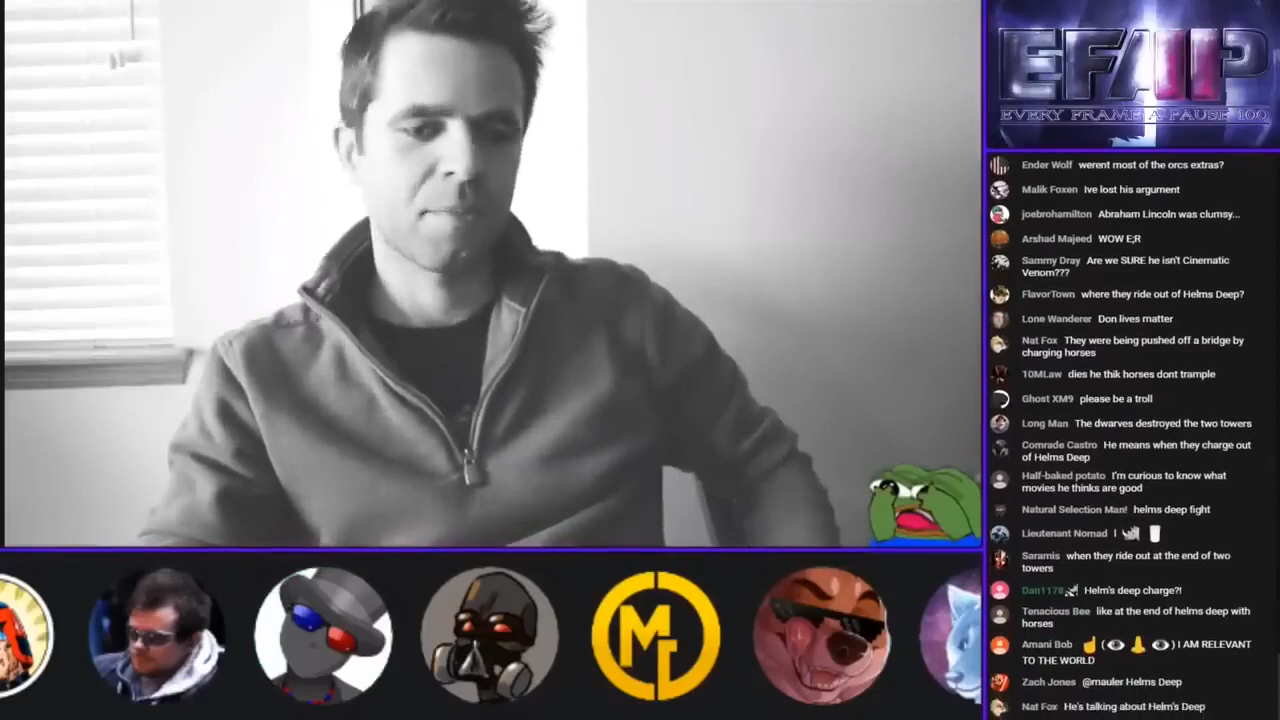 EFAP
EVERY FRAME A PAUSE 100
Ender Wolf werent most of the orcs extras?
Malik Foxen Ive lost his argument
joebrohamilton Abraham Lincoln was clumsy...
Arshad Majeed WOW E;R
Sammy Dray Are we SURE he isn't Cinematic
Venom???
FlavorTown where they ride out of Helms Deep?
Lone Wanderer Don lives matter
Nat Fox They were being pushed off a bridge by
charging horses
10MLaw dies he thik horses dont trample
Ghost XM9 please be a troll
Long Man The dwarves destroyed the two towers
Comrade Castro He means when they charge out
of Helms Deep
Half-baked potato I'm curious to know what
movies he thinks are good
Natural Selection Man! helms deep fight
Lieutenant Nomad I
Saramis when they ride out at the end of two
towers
Dan1178 Helm's deep charge?!
Tenacious Bee like at the end of helms deep with
horses
Amani Bob ☝(👁 👃 👁) I AM RELEVANT
TO THE WORLD
Zach Jones @mauler Helms Deep
Nat Fox He's talking about Helm's Deep